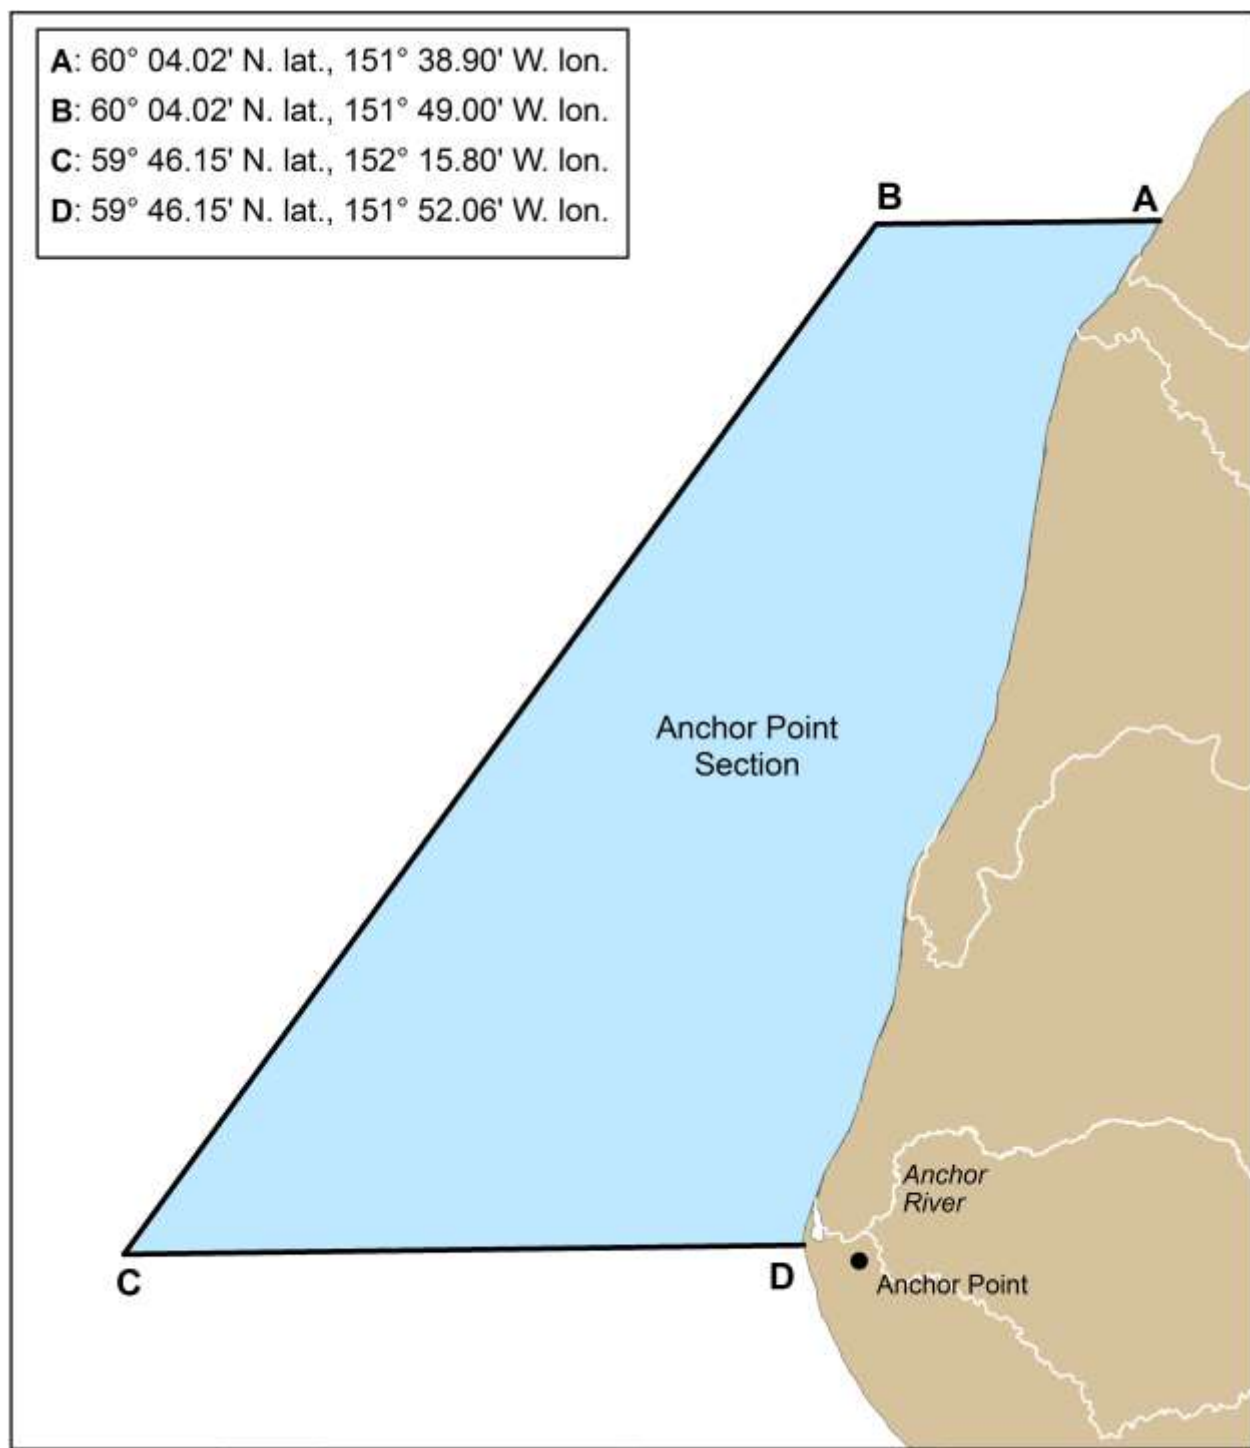 A: 60° 04.02' N. lat., 151° 38.90' W. lon.
B: 60° 04.02' N. lat., 151° 49.00' W. lon.
C: 59° 46.15' N. lat., 152° 15.80' W. lon.
D: 59° 46.15' N. lat., 151° 52.06' W. lon.
B
A
Anchor Point
Section
Anchor
River
C
D
Anchor Point